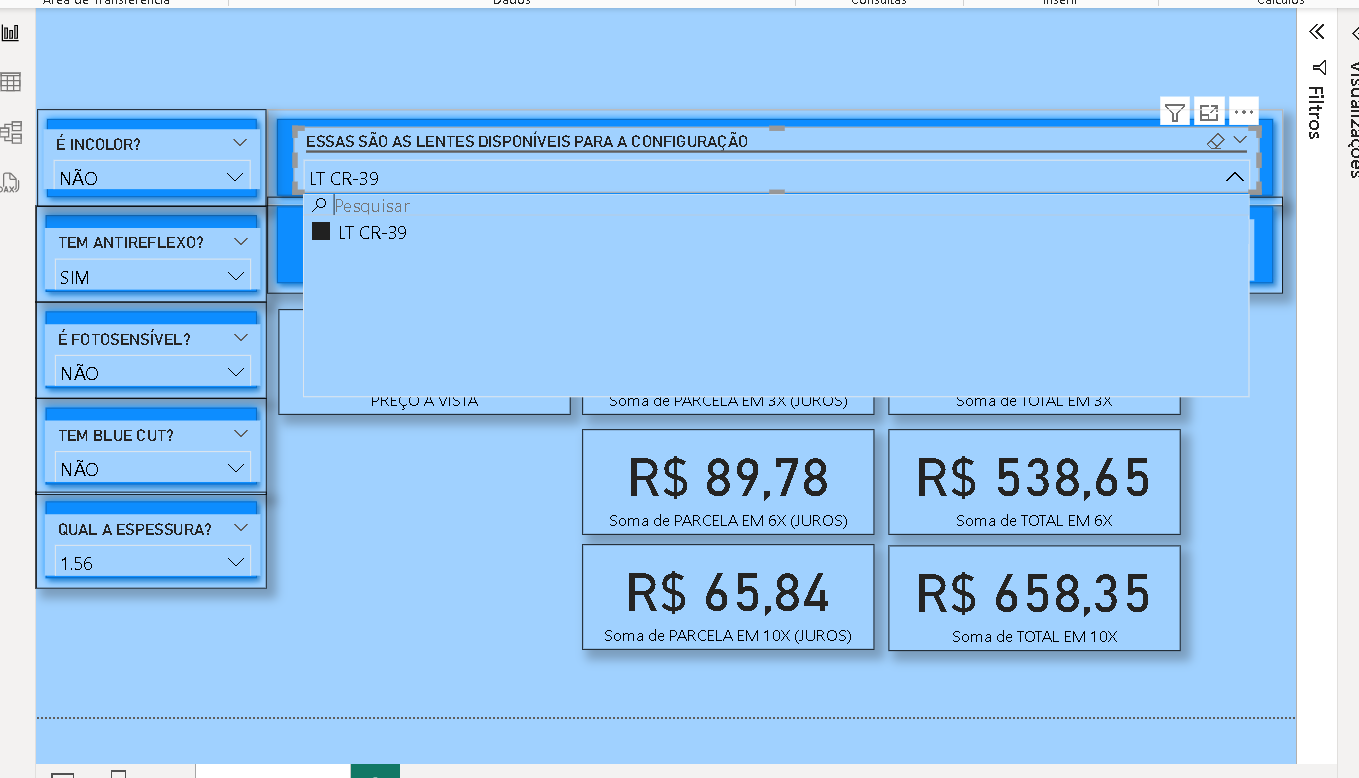 Área de Transferência
Dados
Consultas
Inserir
Cálculos
Filtros
Visualizações
É INCOLOR?
NÃO
TEM ANTIREFLEXO?
SIM
É FOTOSENSÍVEL?
NÃO
TEM BLUE CUT?
NÃO
QUAL A ESPESSURA?
1.56
ESSAS SÃO AS LENTES DISPONÍVEIS PARA A CONFIGURAÇÃO
LT CR-39
Pesquisar
LT CR-39
PREÇO A VISTA
Soma de PARCELA EM 3X (JUROS)
Soma de TOTAL EM 3X
R$ 89,78
Soma de PARCELA EM 6X (JUROS)
R$ 538,65
Soma de TOTAL EM 6X
R$ 65,84
Soma de PARCELA EM 10X (JUROS)
R$ 658,35
Soma de TOTAL EM 10X